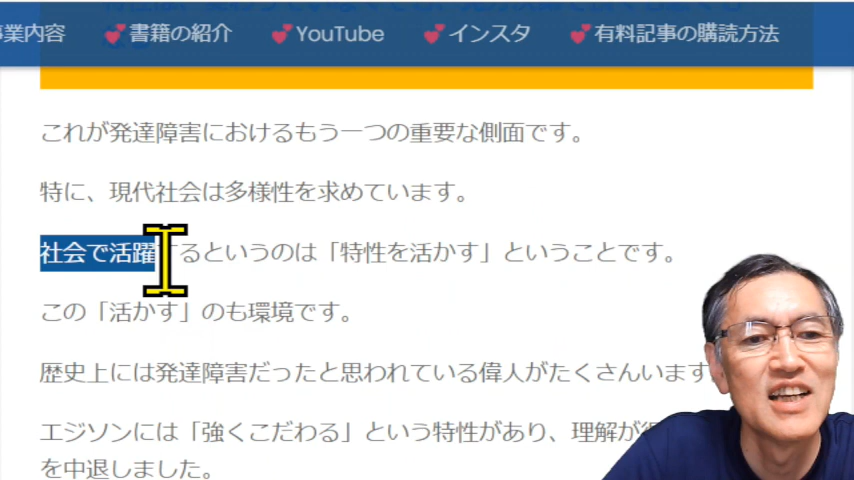 事業内容 💕書籍の紹介 💕YouTube 💕インスタ 💕有料記事の購読方法
これが発達障害におけるもう一つの重要な側面です。
特に、現代社会は多様性を求めています。
社会で活躍するというのは「特性を活かす」ということです。
この「活かす」のも環境です。
歴史上には発達障害だったと思われている偉人がたくさんいます
エジソンには「強くこだわる」という特性があり、理解が
を中退しました。